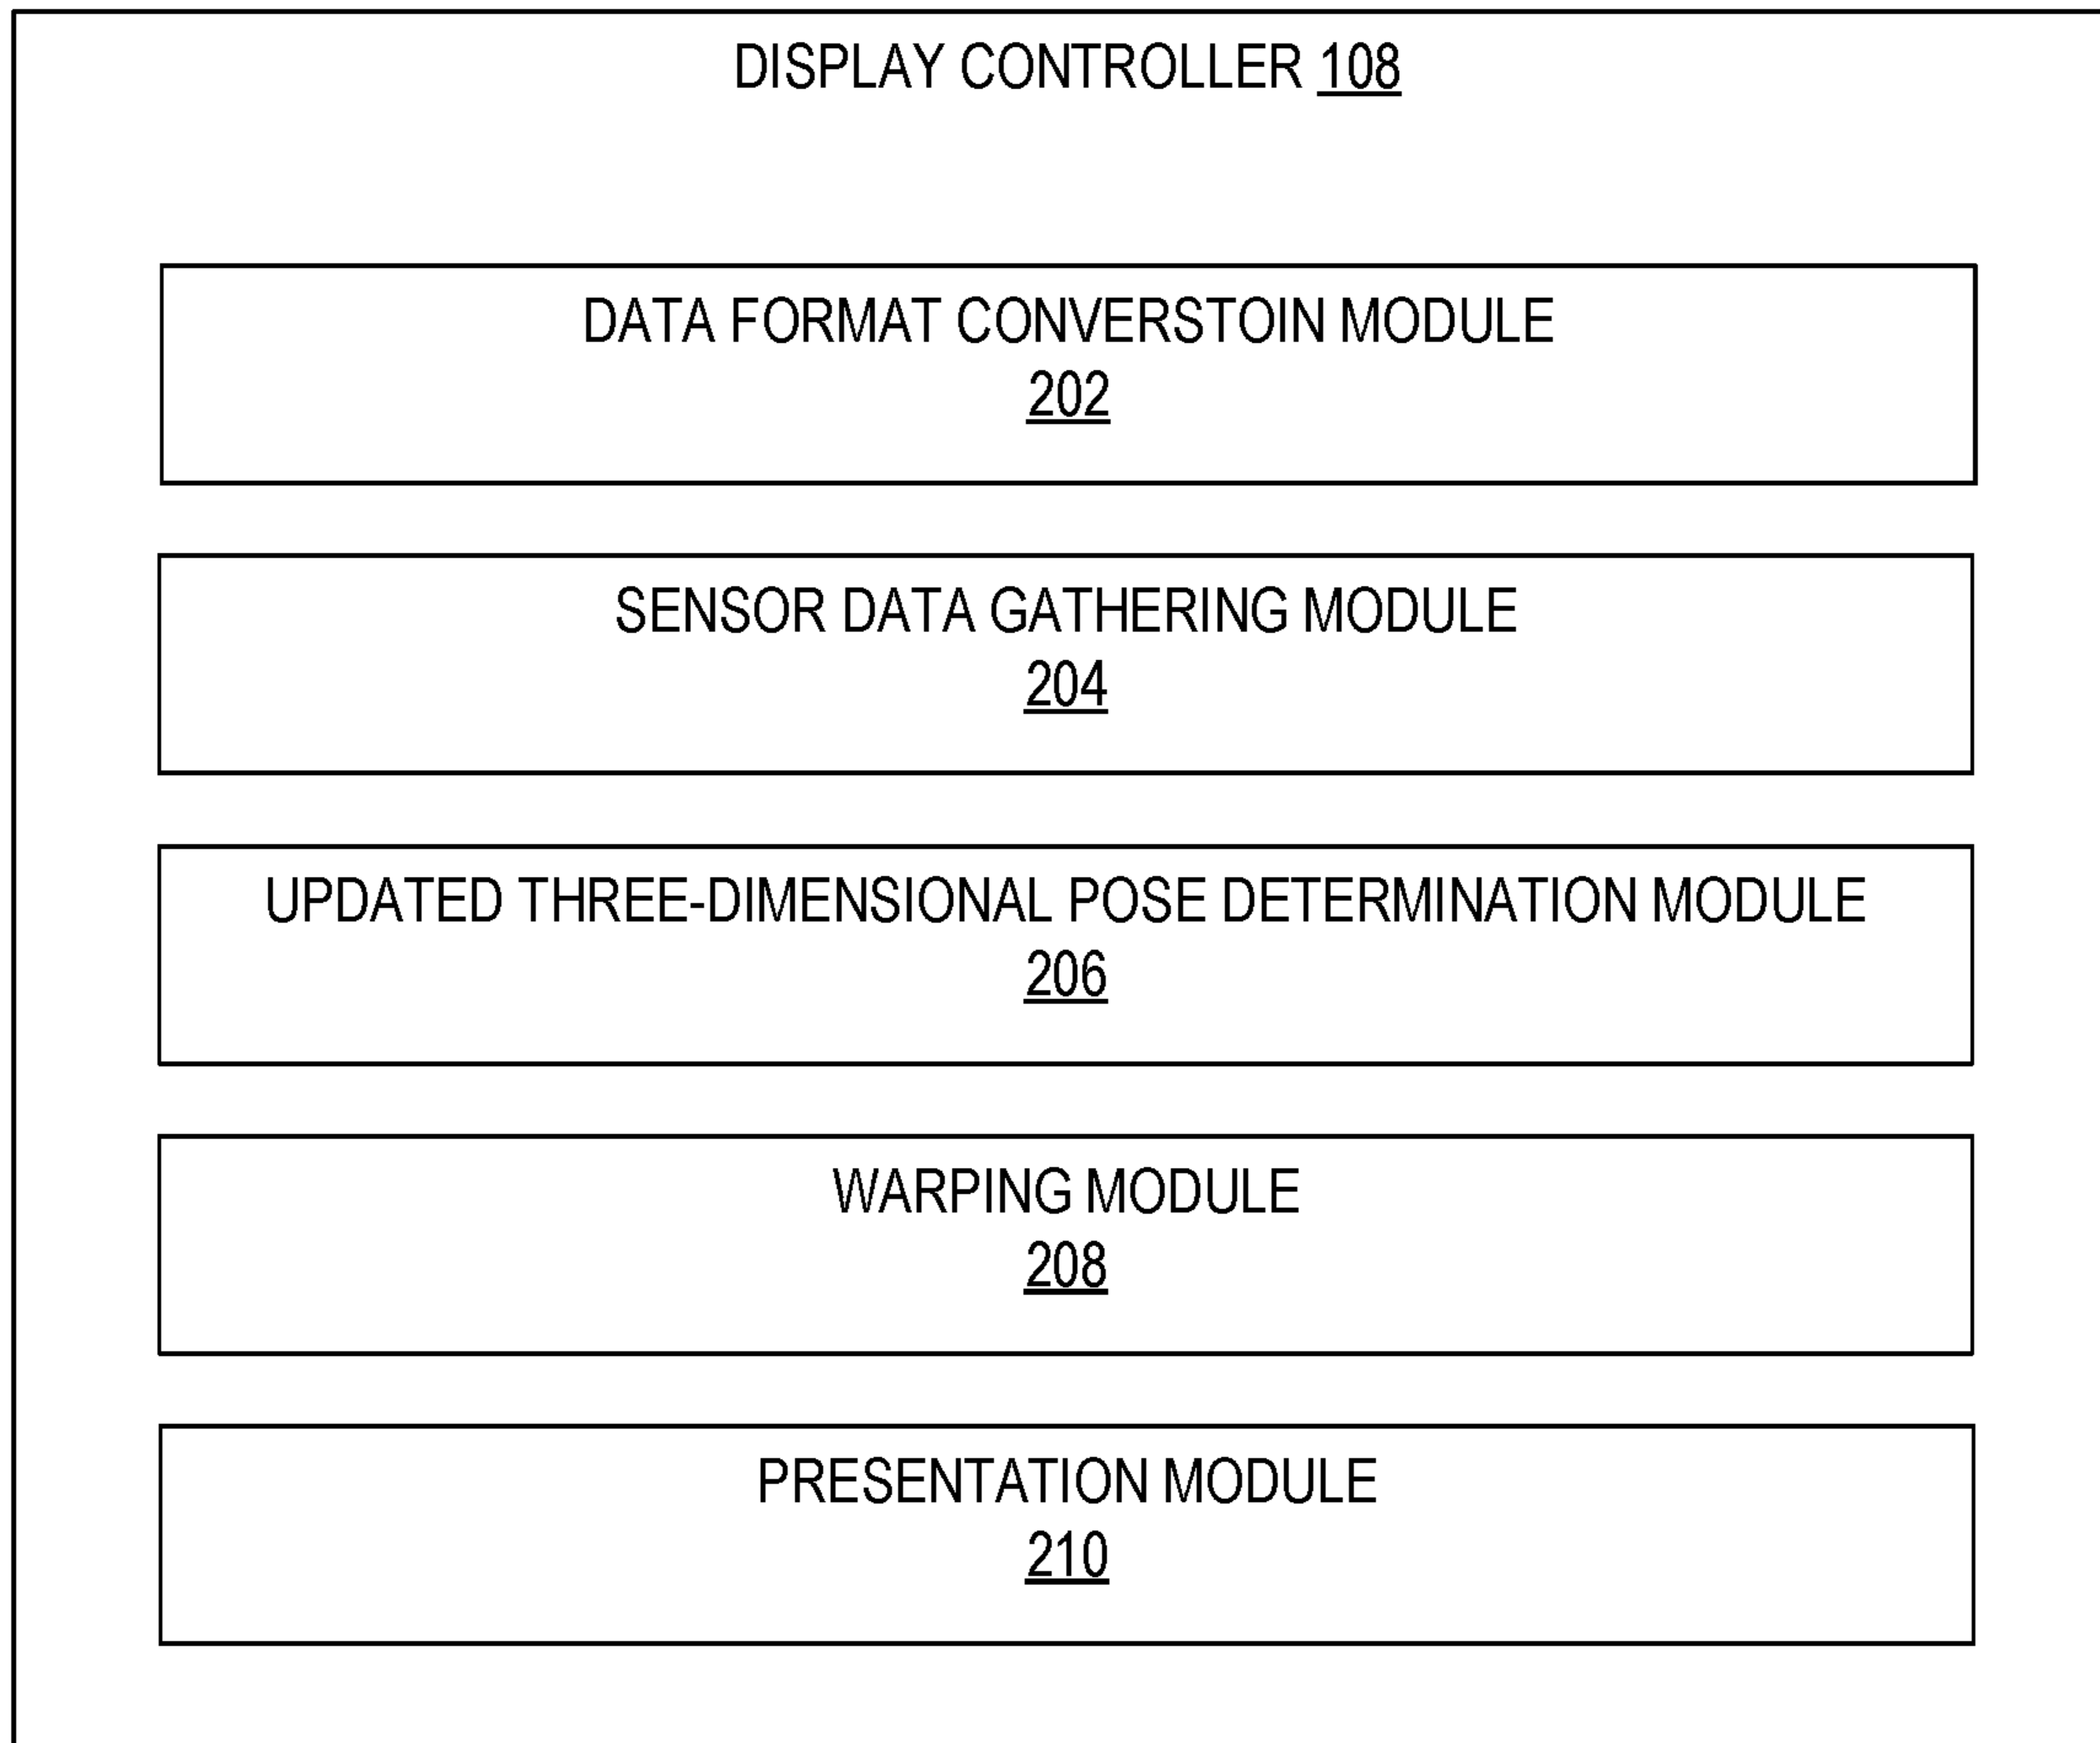 DISPLAY CONTROLLER 108
DATA FORMAT CONVERSTOIN MODULE
202
SENSOR DATA GATHERING MODULE
204
UPDATED THREE-DIMENSIONAL POSE DETERMINATION MODULE
206
WARPING MODULE
208
PRESENTATION MODULE
210